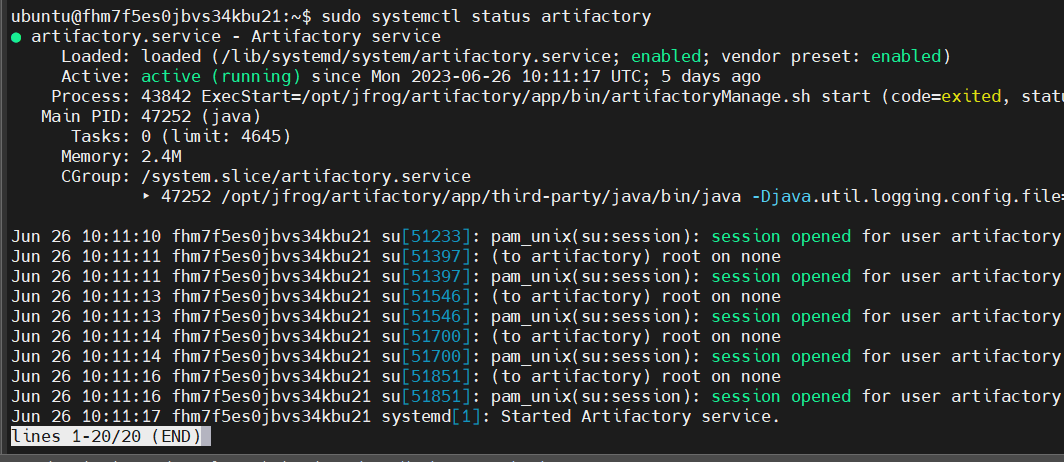 ubuntu@fhm7f5es0jbvs34kbu21:~$ sudo systemctl status artifactory
● artifactory.service - Artifactory service
Loaded: loaded (/lib/systemd/system/artifactory.service; enabled; vendor preset: enabled)
Active: active (running) since Mon 2023-06-26 10:11:17 UTC; 5 days ago
Process: 43842 ExecStart=/opt/jfrog/artifactory/app/bin/artifactoryManage.sh start (code=exited, statu
Main PID: 47252 (java)
Tasks: 0 (limit: 4645)
Memory: 2.4M
CGroup: /system.slice/artifactory.service
‣ 47252 /opt/jfrog/artifactory/app/third-party/java/bin/java -Djava.util.logging.config.file=
Jun 26 10:11:10 fhm7f5es0jbvs34kbu21 su[51233]: pam_unix(su:session): session opened for user artifactory
Jun 26 10:11:11 fhm7f5es0jbvs34kbu21 su[51397]: (to artifactory) root on none
Jun 26 10:11:11 fhm7f5es0jbvs34kbu21 su[51397]: pam_unix(su:session): session opened for user artifactory
Jun 26 10:11:13 fhm7f5es0jbvs34kbu21 su[51546]: (to artifactory) root on none
Jun 26 10:11:13 fhm7f5es0jbvs34kbu21 su[51546]: pam_unix(su:session): session opened for user artifactory
Jun 26 10:11:14 fhm7f5es0jbvs34kbu21 su[51700]: (to artifactory) root on none
Jun 26 10:11:14 fhm7f5es0jbvs34kbu21 su[51700]: pam_unix(su:session): session opened for user artifactory
Jun 26 10:11:16 fhm7f5es0jbvs34kbu21 su[51851]: (to artifactory) root on none
Jun 26 10:11:16 fhm7f5es0jbvs34kbu21 su[51851]: pam_unix(su:session): session opened for user artifactory
Jun 26 10:11:17 fhm7f5es0jbvs34kbu21 systemd[1]: Started Artifactory service.
lines 1-20/20 (END)